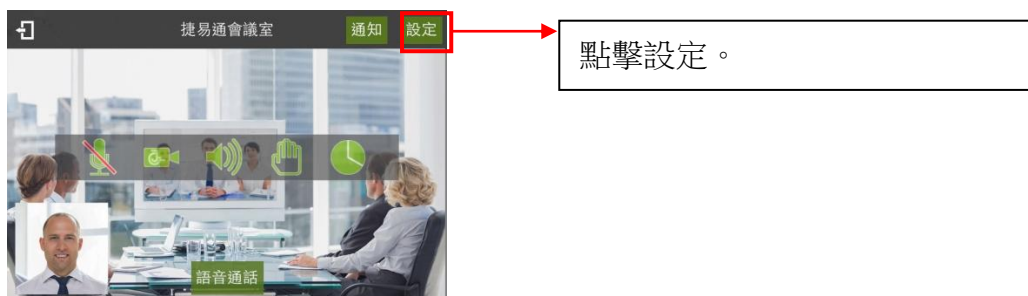 捷易通會議室
通知
設定
點擊設定。
語音通話